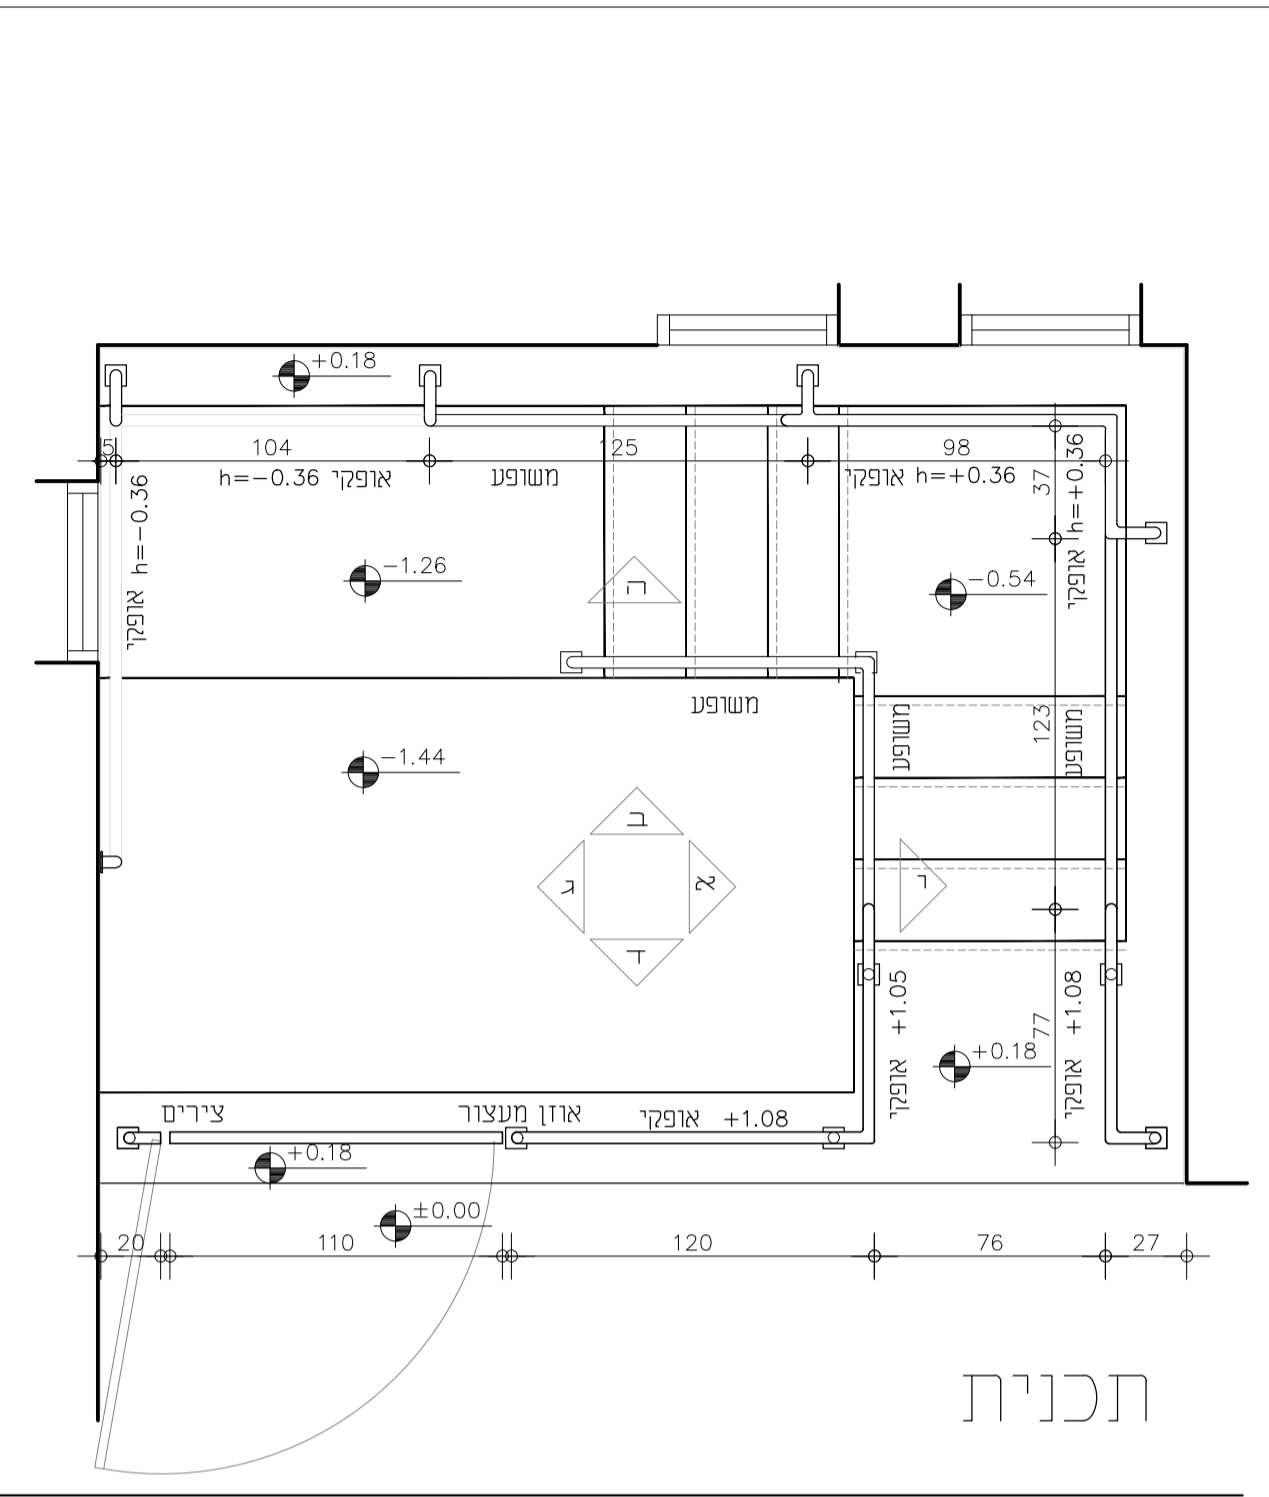 +0.18
5
104
125
98
אופקי h=-0.36
משופע
אופקי h=+0.36
אופקי h=-0.36
37
אופקי h=+0.36
-1.26
ה
-0.54
משופע
משופע
123
משופע
-1.44
ב
ג
א
ד
ו
אופקי +1.05
77
אופקי +1.08
+0.18
צירים
אוזן מעצור
אופקי +1.08
+0.18
±0.00
20
110
120
76
27
תכנית